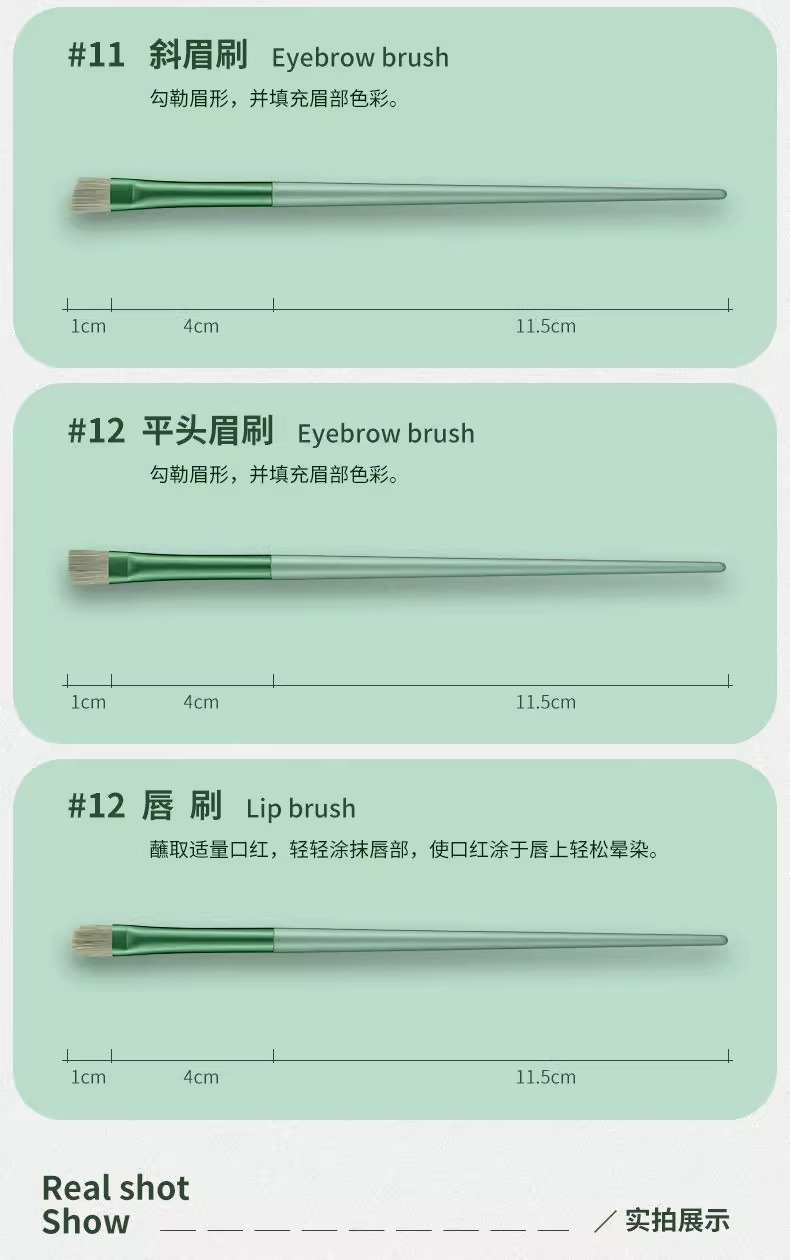 #11 斜眉刷 Eyebrow brush
勾勒眉形，并填充眉部色彩。
1cm 4cm 11.5cm
#12 平头眉刷 Eyebrow brush
勾勒眉形，并填充眉部色彩。
1cm 4cm 11.5cm
#12 唇 刷 Lip brush
蘸取适量口红，轻轻涂抹唇部，使口红涂于唇上轻松晕染。
1cm 4cm 11.5cm
Real shot
Show / 实拍展示